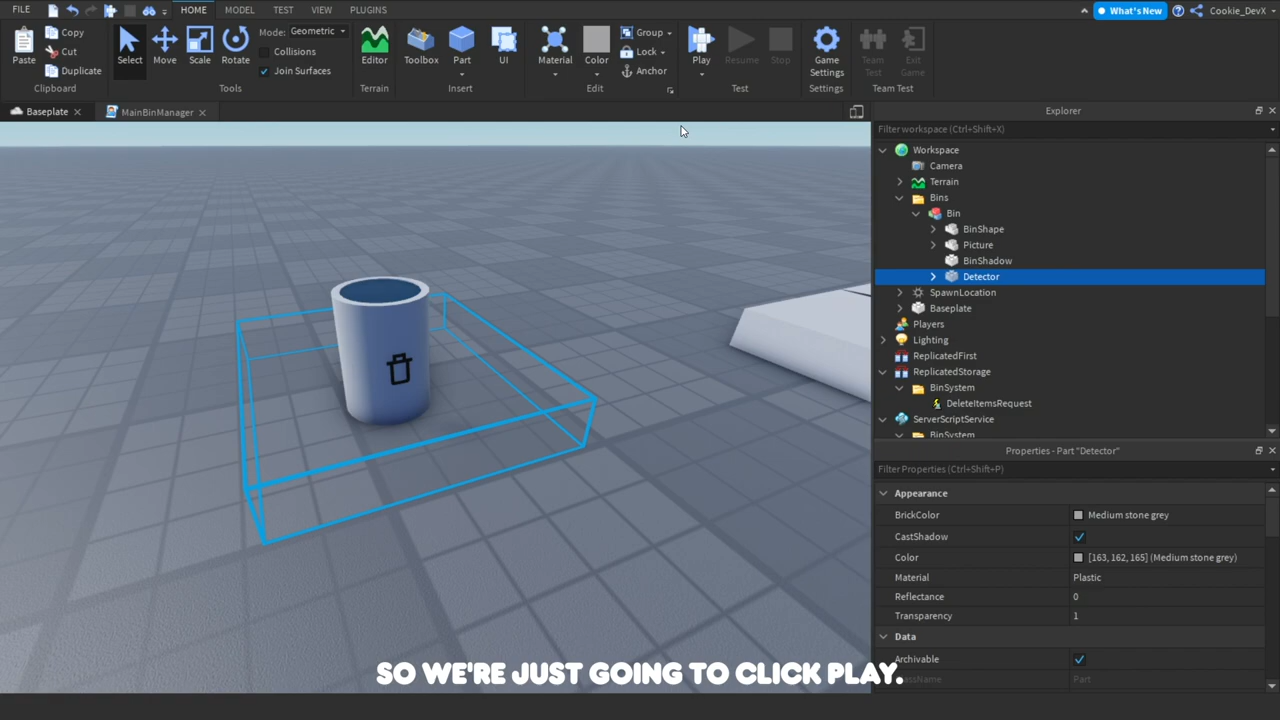 FILE HOME MODEL TEST VIEW PLUGINS What's New Cookie_DevX
Paste Copy Cut Duplicate Clipboard
Select Move Scale Rotate Mode: Geometric Collisions Join Surfaces Tools
Editor Terrain
Toolbox Part UI Insert
Material Color Group Lock Anchor Edit
Play Resume Stop Test
Game Settings Settings
Team Test Exit Game Team Test
Baseplate MainBinManager
Explorer
Filter workspace (Ctrl+Shift+X)
Workspace
Camera
Terrain
Bins
Bin
BinShape
Picture
BinShadow
Detector
SpawnLocation
Baseplate
Players
Lighting
ReplicatedFirst
ReplicatedStorage
BinSystem
DeleteItemsRequest
ServerScriptService
BinSystem
Properties - Part "Detector"
Filter Properties (Ctrl+Shift+P)
Appearance
BrickColor Medium stone grey
CastShadow
Color [163, 162, 165] (Medium stone grey)
Material Plastic
Reflectance 0
Transparency 1
Data
Archivable
Name Part
SO WE'RE JUST GOING TO CLICK PLAY.